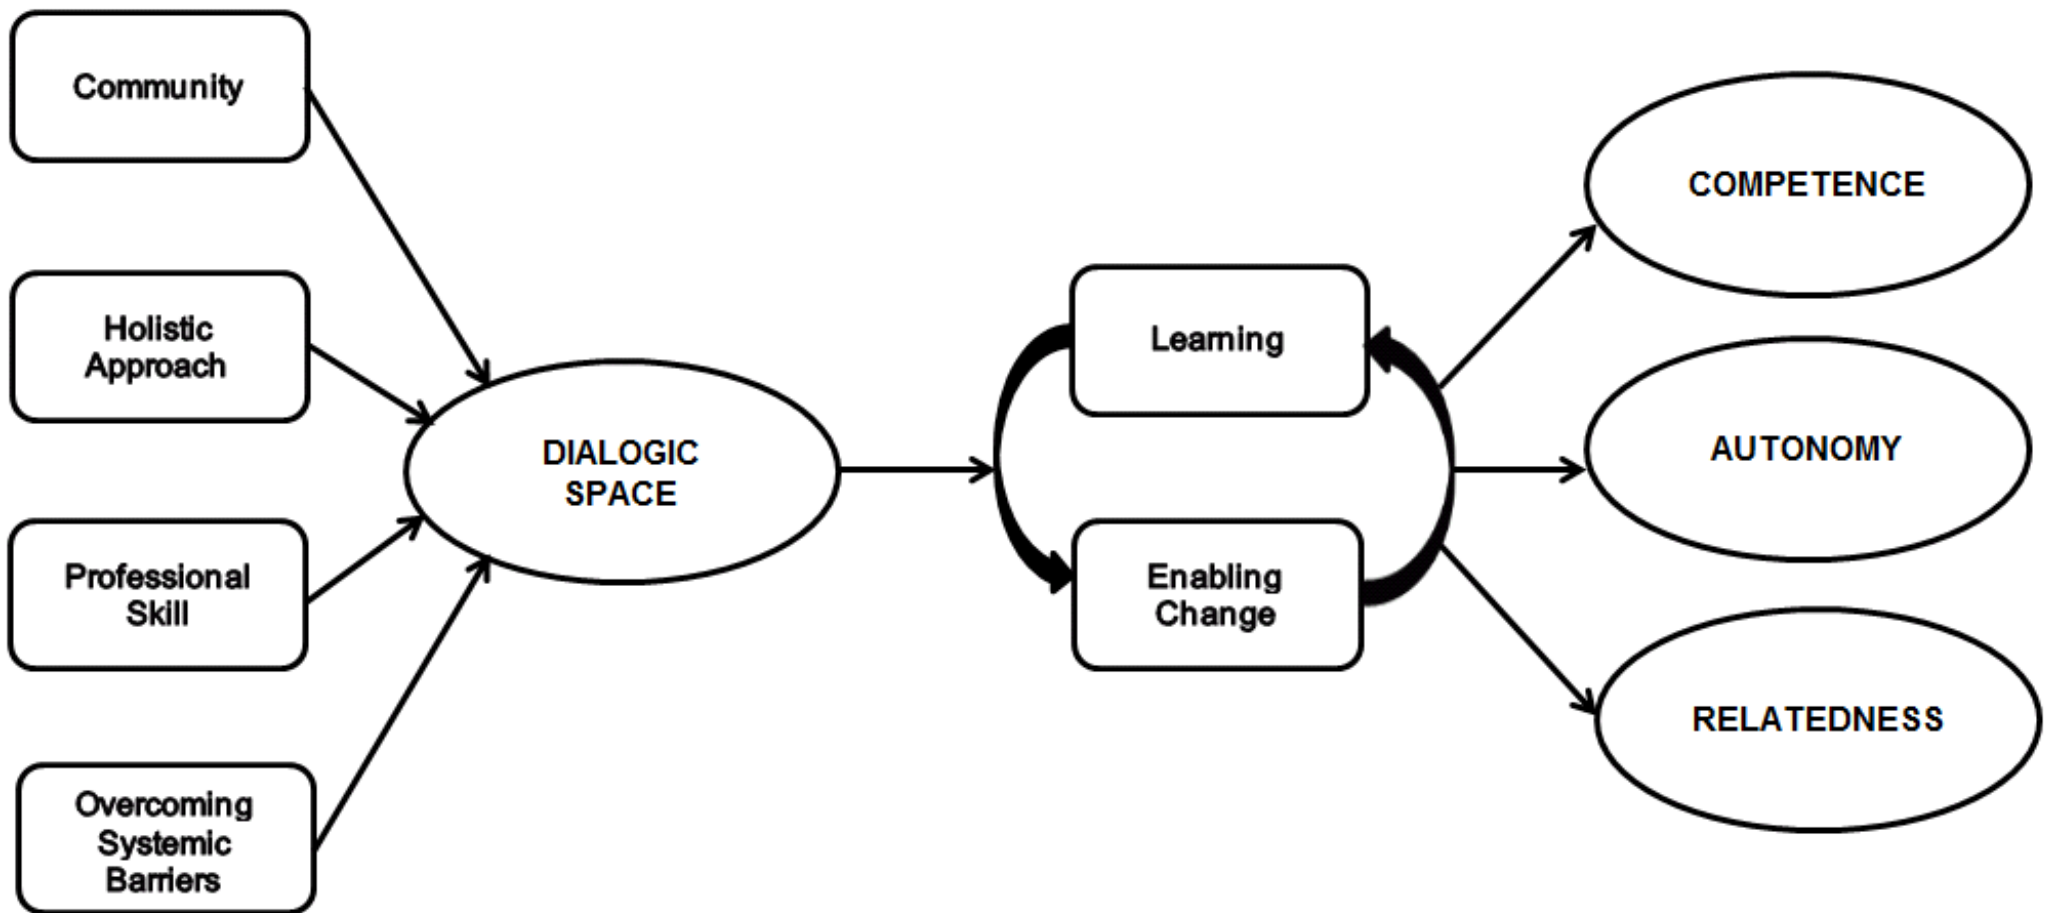 Community
Holistic
Approach
Professional
Skill
Overcoming
Systemic
Barriers
DIALOGIC
SPACE
Learning
Enabling
Change
COMPETENCE
AUTONOMY
RELATEDNESS